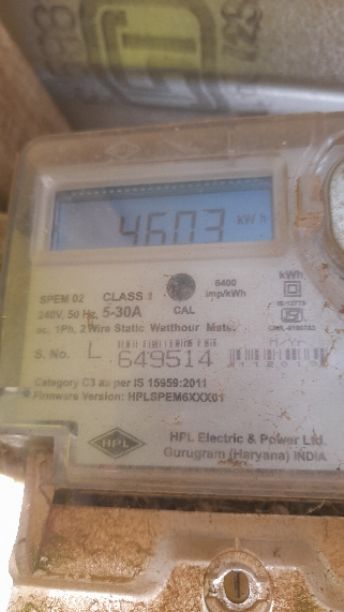 4603 kWh
SPEM 02 CLASS 1
6400
imp/kWh
kWh
240V, 50 Hz, 5-30A
CAL
ac, 1Ph, 2 Wire Static Watthour
S. No. L 649514
Category C3 as per IS 15959:2011
Firmware Version: HPLSPEM6XXX01
HPL
HPL Electric & Power Ltd.
Gurugram (Haryana) INDIA